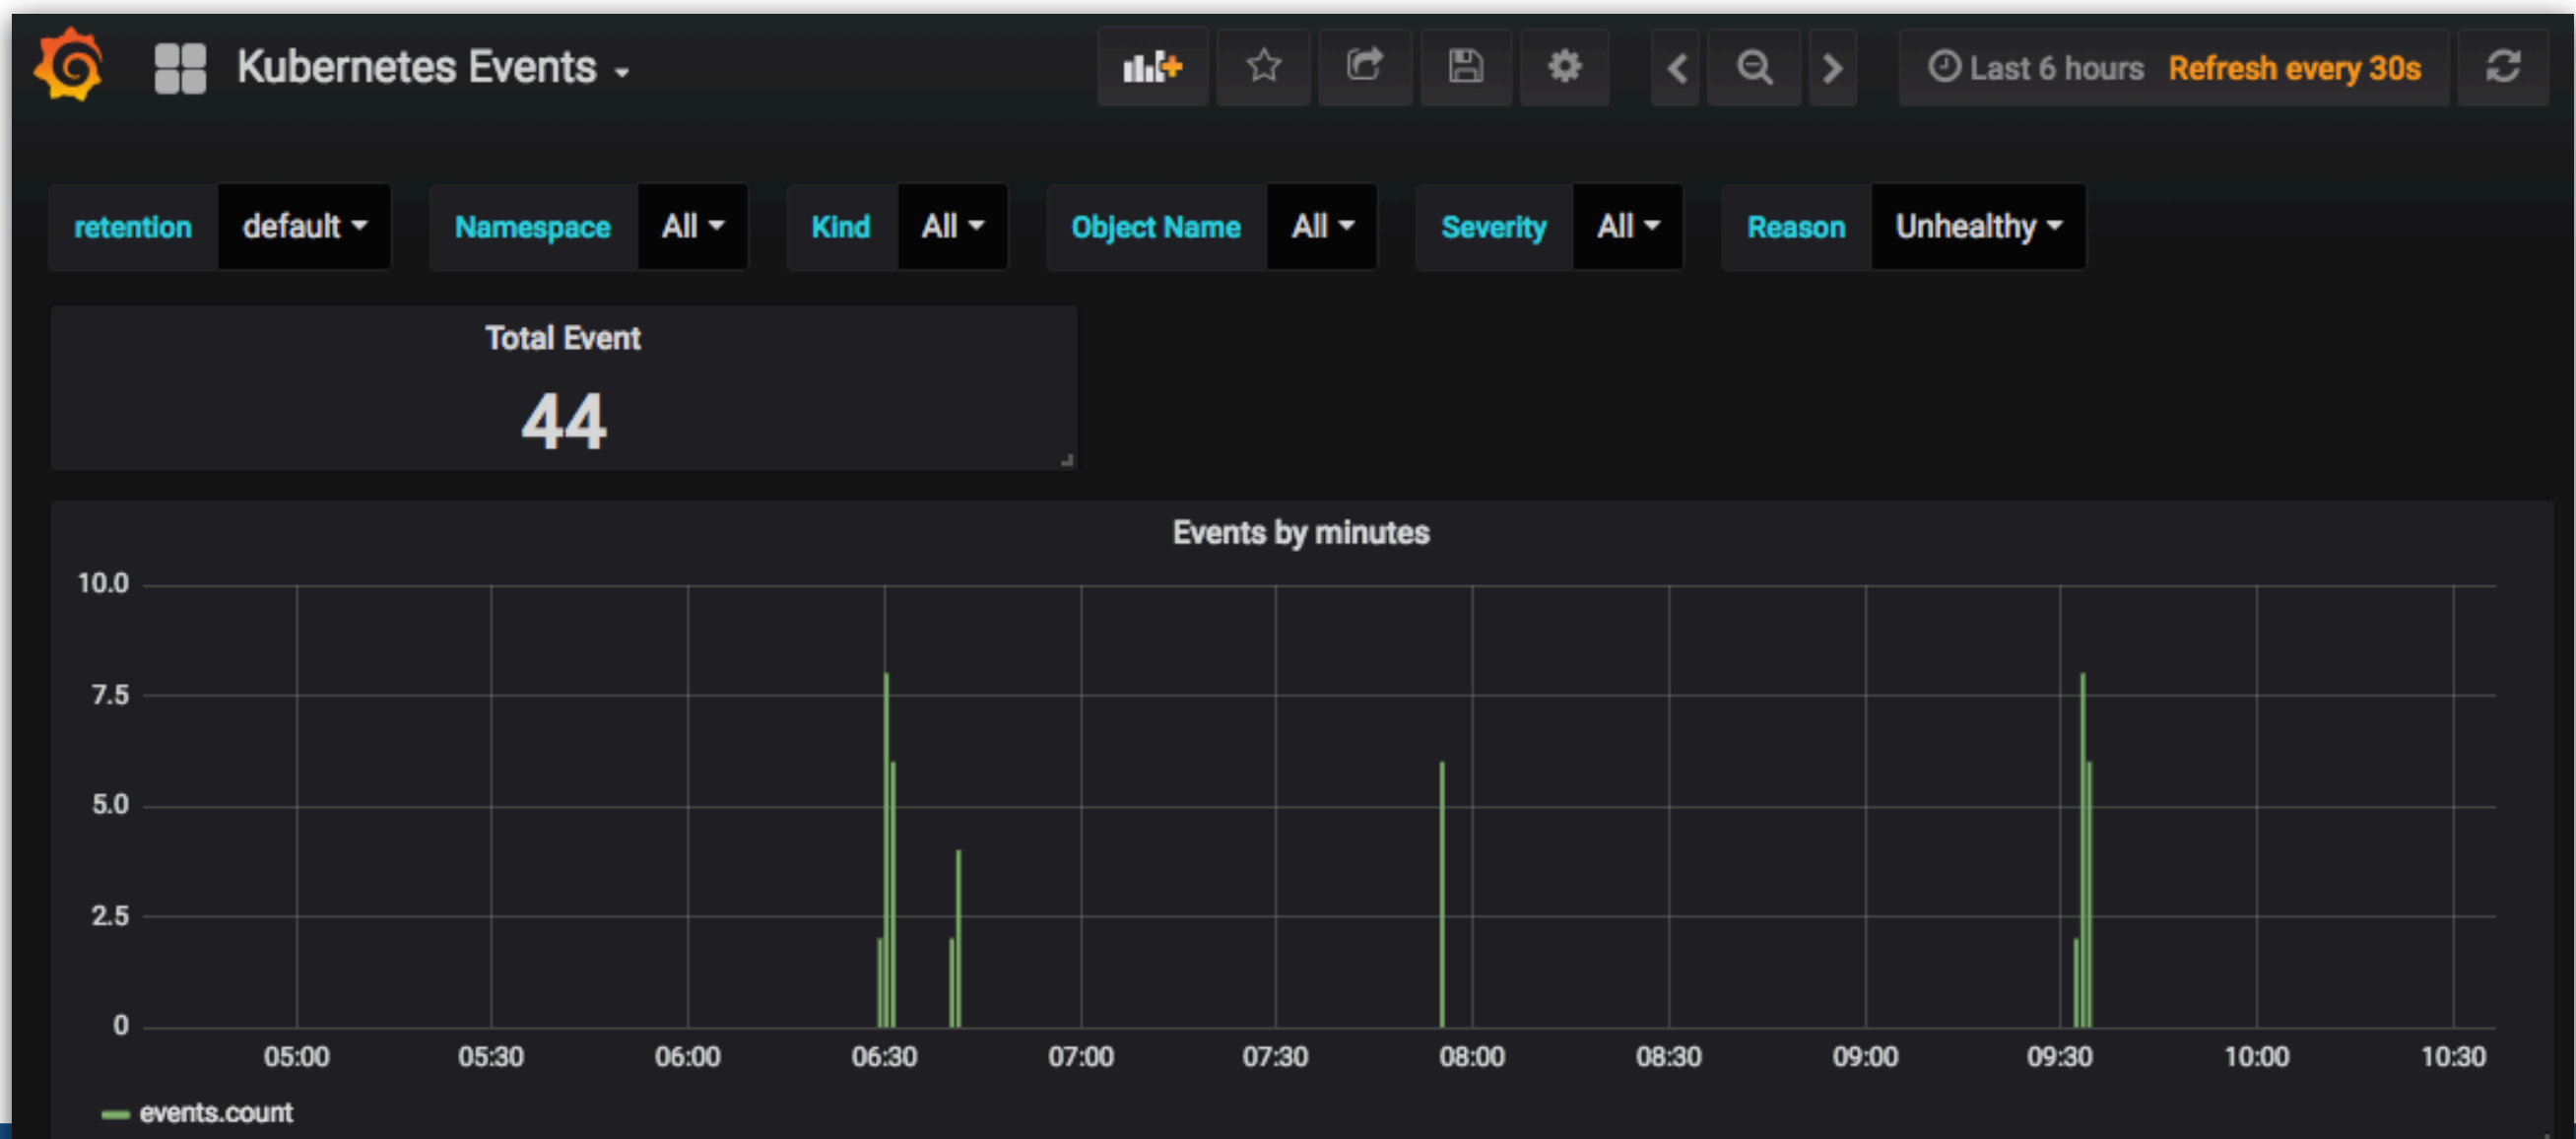 Kubernetes Events
Last 6 hours Refresh every 30s
retention default Namespace All Kind All Object Name All Severity All Reason Unhealthy
Total Event
44
Events by minutes
10.0
7.5
5.0
2.5
0
05:00 05:30 06:00 06:30 07:00 07:30 08:00 08:30 09:00 09:30 10:00 10:30
events.count